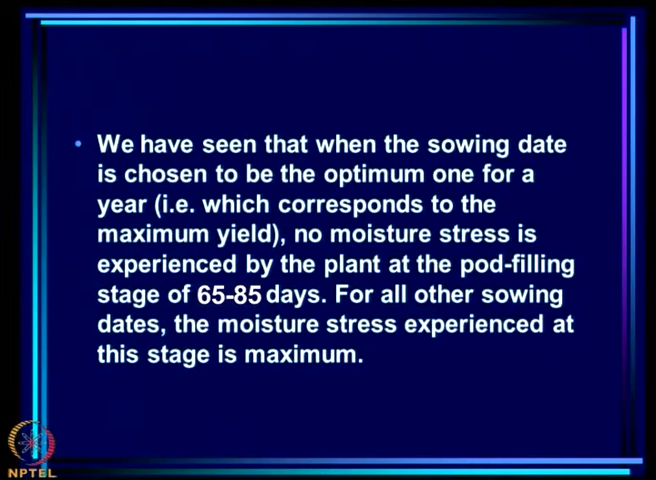 • We have seen that when the sowing date
is chosen to be the optimum one for a
year (i.e. which corresponds to the
maximum yield), no moisture stress is
experienced by the plant at the pod-filling
stage of 65-85 days. For all other sowing
dates, the moisture stress experienced at
this stage is maximum.
NPTEL